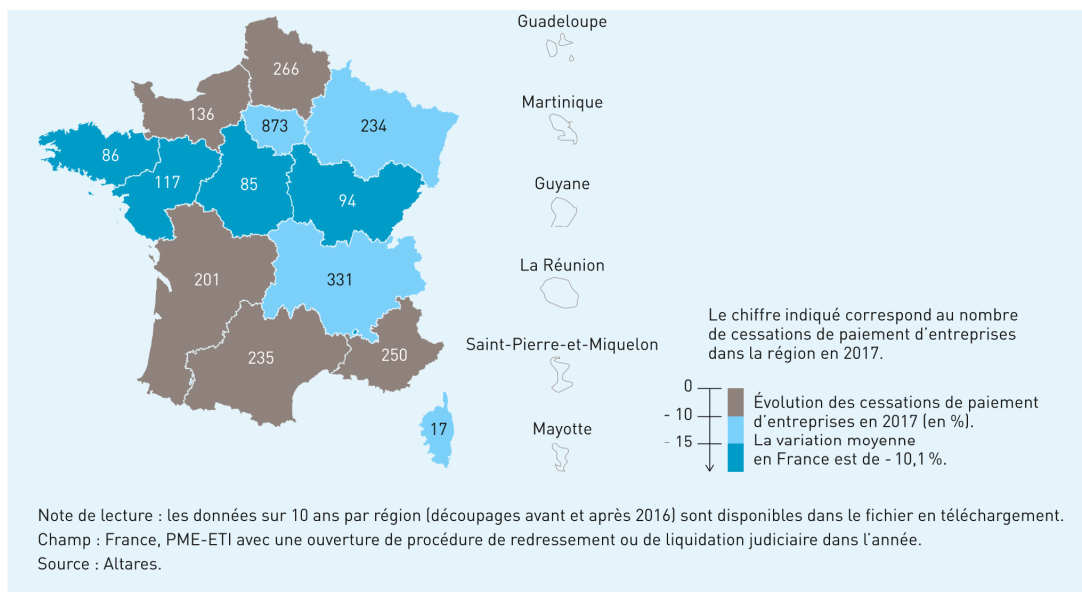 Guadeloupe
266
Martinique
136
873
234
86
117
85
94
Guyane
201
331
La Réunion
Le chiffre indiqué correspond au nombre
de cessations de paiement d'entreprises
dans la région en 2017.
Saint-Pierre-et-Miquelon
235
250
0
- 10
- 15
Évolution des cessations de paiement
d'entreprises en 2017 (en %).
La variation moyenne
en France est de - 10,1 %.
17
Mayotte
Note de lecture : les données sur 10 ans par région (découpages avant et après 2016) sont disponibles dans le fichier en téléchargement.
Champ : France, PME-ETI avec une ouverture de procédure de redressement ou de liquidation judiciaire dans l'année.
Source : Altares.